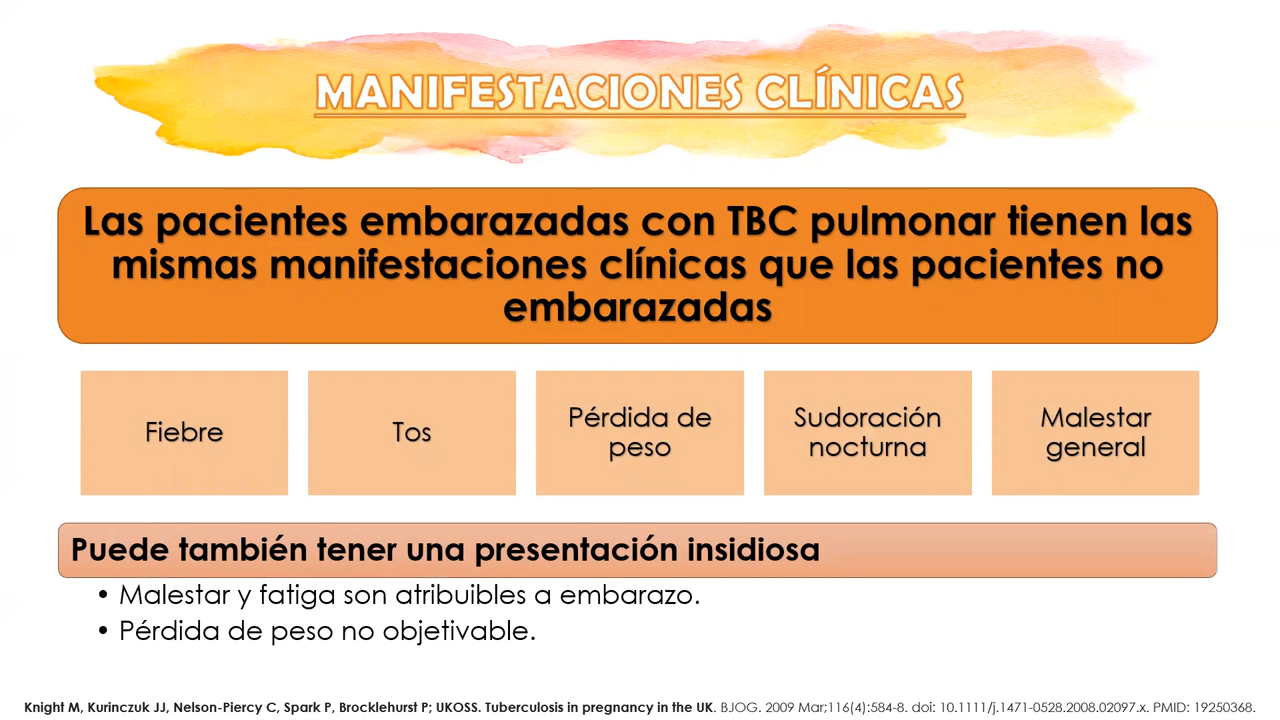 MANIFESTACIONES CLÍNICAS
Las pacientes embarazadas con TBC pulmonar tienen las
mismas manifestaciones clínicas que las pacientes no
embarazadas
Fiebre
Tos
Pérdida de
peso
Sudoración
nocturna
Malestar
general
Puede también tener una presentación insidiosa
• Malestar y fatiga son atribuibles a embarazo.
• Pérdida de peso no objetivable.
Knight M, Kurinczuk JJ, Nelson-Piercy C, Spark P, Brocklehurst P; UKOSS. Tuberculosis in pregnancy in the UK. BJOG. 2009 Mar;116(4):584-8. doi: 10.1111/j.1471-0528.2008.02097.x. PMID: 19250368.